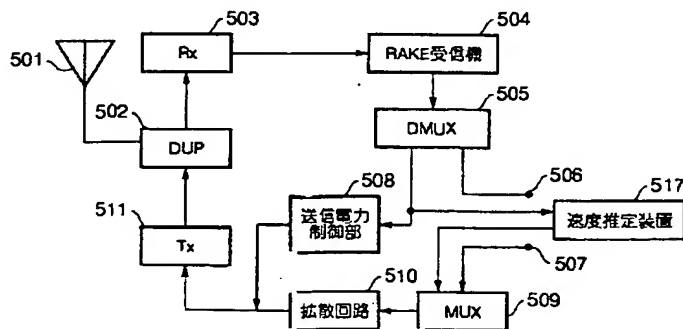 503
504
501
Rx
RAKE受信機
502
505
DUP
DMUX
508
506
517
511
送信電力
制御部
速度推定装置
Tx
510
507
拡散回路
MUX
509